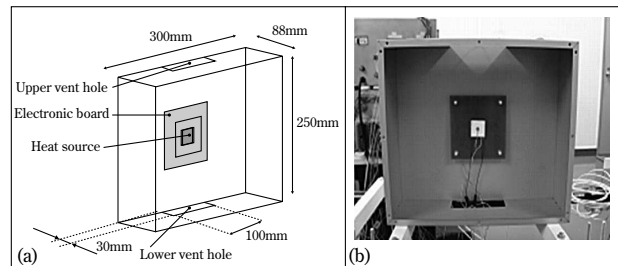 300mm
88mm
Upper vent hole
Electronic board
250mm
Heat source
30mm
100mm
Lower vent hole
(a)
(b)